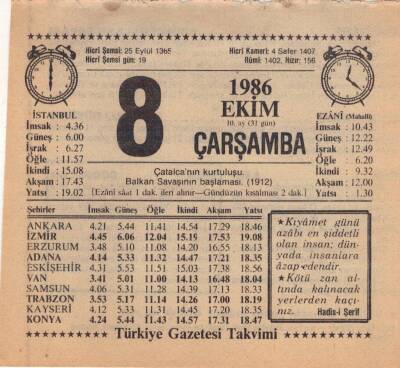 Hicri Şemsi: 25 Eylül 1365
Hicri Şemsi gün: 19
Hicri Kameri: 4 Safer 1407
Rûmi: 1402, Hızır: 156
1986
EKİM
10. ay (31 gün)
8
ÇARŞAMBA
İSTANBUL
İmsak : 4.36
Güneş : 6.00
İşrak : 6.27
Öğle : 11.57
İkindi : 15.08
Akşam : 17.43
Yatsı : 19.02
EZÂNİ (Mahalli)
İmsak : 10.43
Güneş : 12.22
İşrak : 12.49
Öğle : 6.20
İkindi : 9.32
Akşam : 12.00
Yatsı : 1.30
Çatalca'nın kurtuluşu.
Balkan Savaşının başlaması. (1912)
[Ezânî sâat 1 dak. ileri alınır—Gündüzün kısalması 2 dak.]
Şehirler İmsak Güneş Öğle İkindi Akşam Yatsı
ANKARA 4.21 5.44 11.41 14.54 17.29 18.46
İZMİR 4.45 6.06 12.04 15.19 17.53 19.08
ERZURUM 3.48 5.10 11.08 14.20 16.55 18.13
ADANA 4.14 5.33 11.32 14.47 17.21 18.35
ESKİŞEHİR 4.31 5.53 11.51 15.03 17.38 18.56
VAN 3.41 5.01 11.00 14.13 16.48 18.04
SAMSUN 4.06 5.31 11.28 14.39 17.13 18.33
TRABZON 3.53 5.17 11.14 14.26 17.00 18.19
KAYSERİ 4.12 5.33 11.31 14.45 17.20 18.35
KONYA 4.24 5.44 11.43 14.57 17.31 18.47
★Kıyâmet günü
azâbı en şiddetli
olan insan; dün-
yada insanlara
âzap edendir.
★Kötü zan al-
tında kalınacak
yerlerden kaçı-
nız. Hadis-i Şerif
Türkiye Gazetesi Takvimi